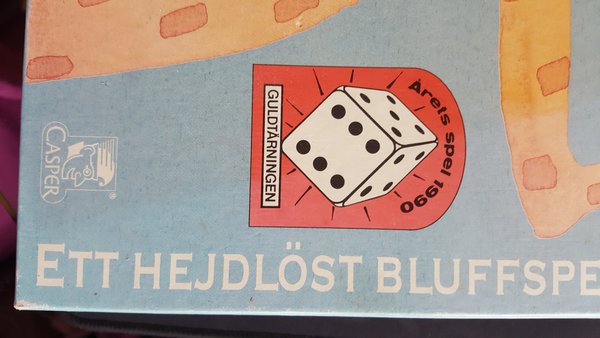 CASPER
®
GULDTÄRNINGEN
Årets spel 1990
ETT HEJDLÖST BLUFFSPE